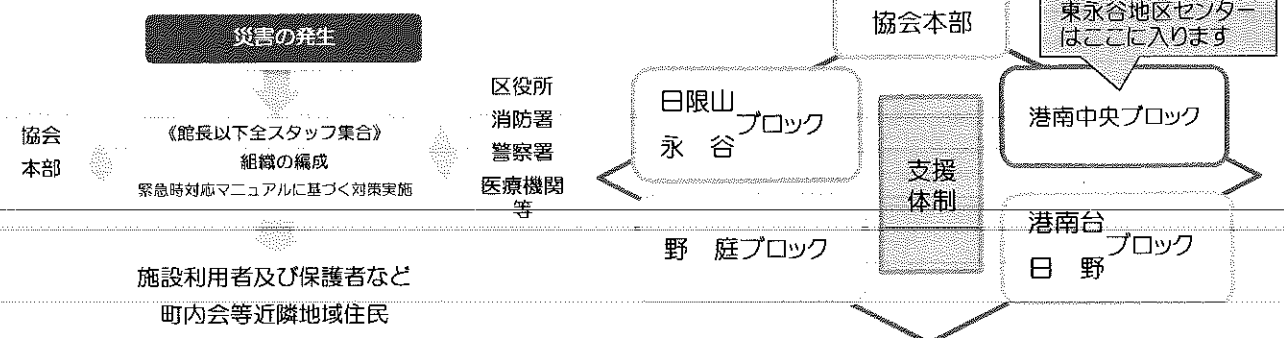 災害の発生
協会
本部
《館長以下全スタッフ集合》
組織の編成
緊急時対応マニュアルに基づく対策実施
区役所
消防署
警察署
医療機関
等
施設利用者及び保護者など
町内会等近隣地域住民
協会本部
東永谷地区センター
はここに入ります
日限山
永 谷
ブロック
港南中央ブロック
支援
体制
野 庭ブロック
港南台
日 野
ブロック